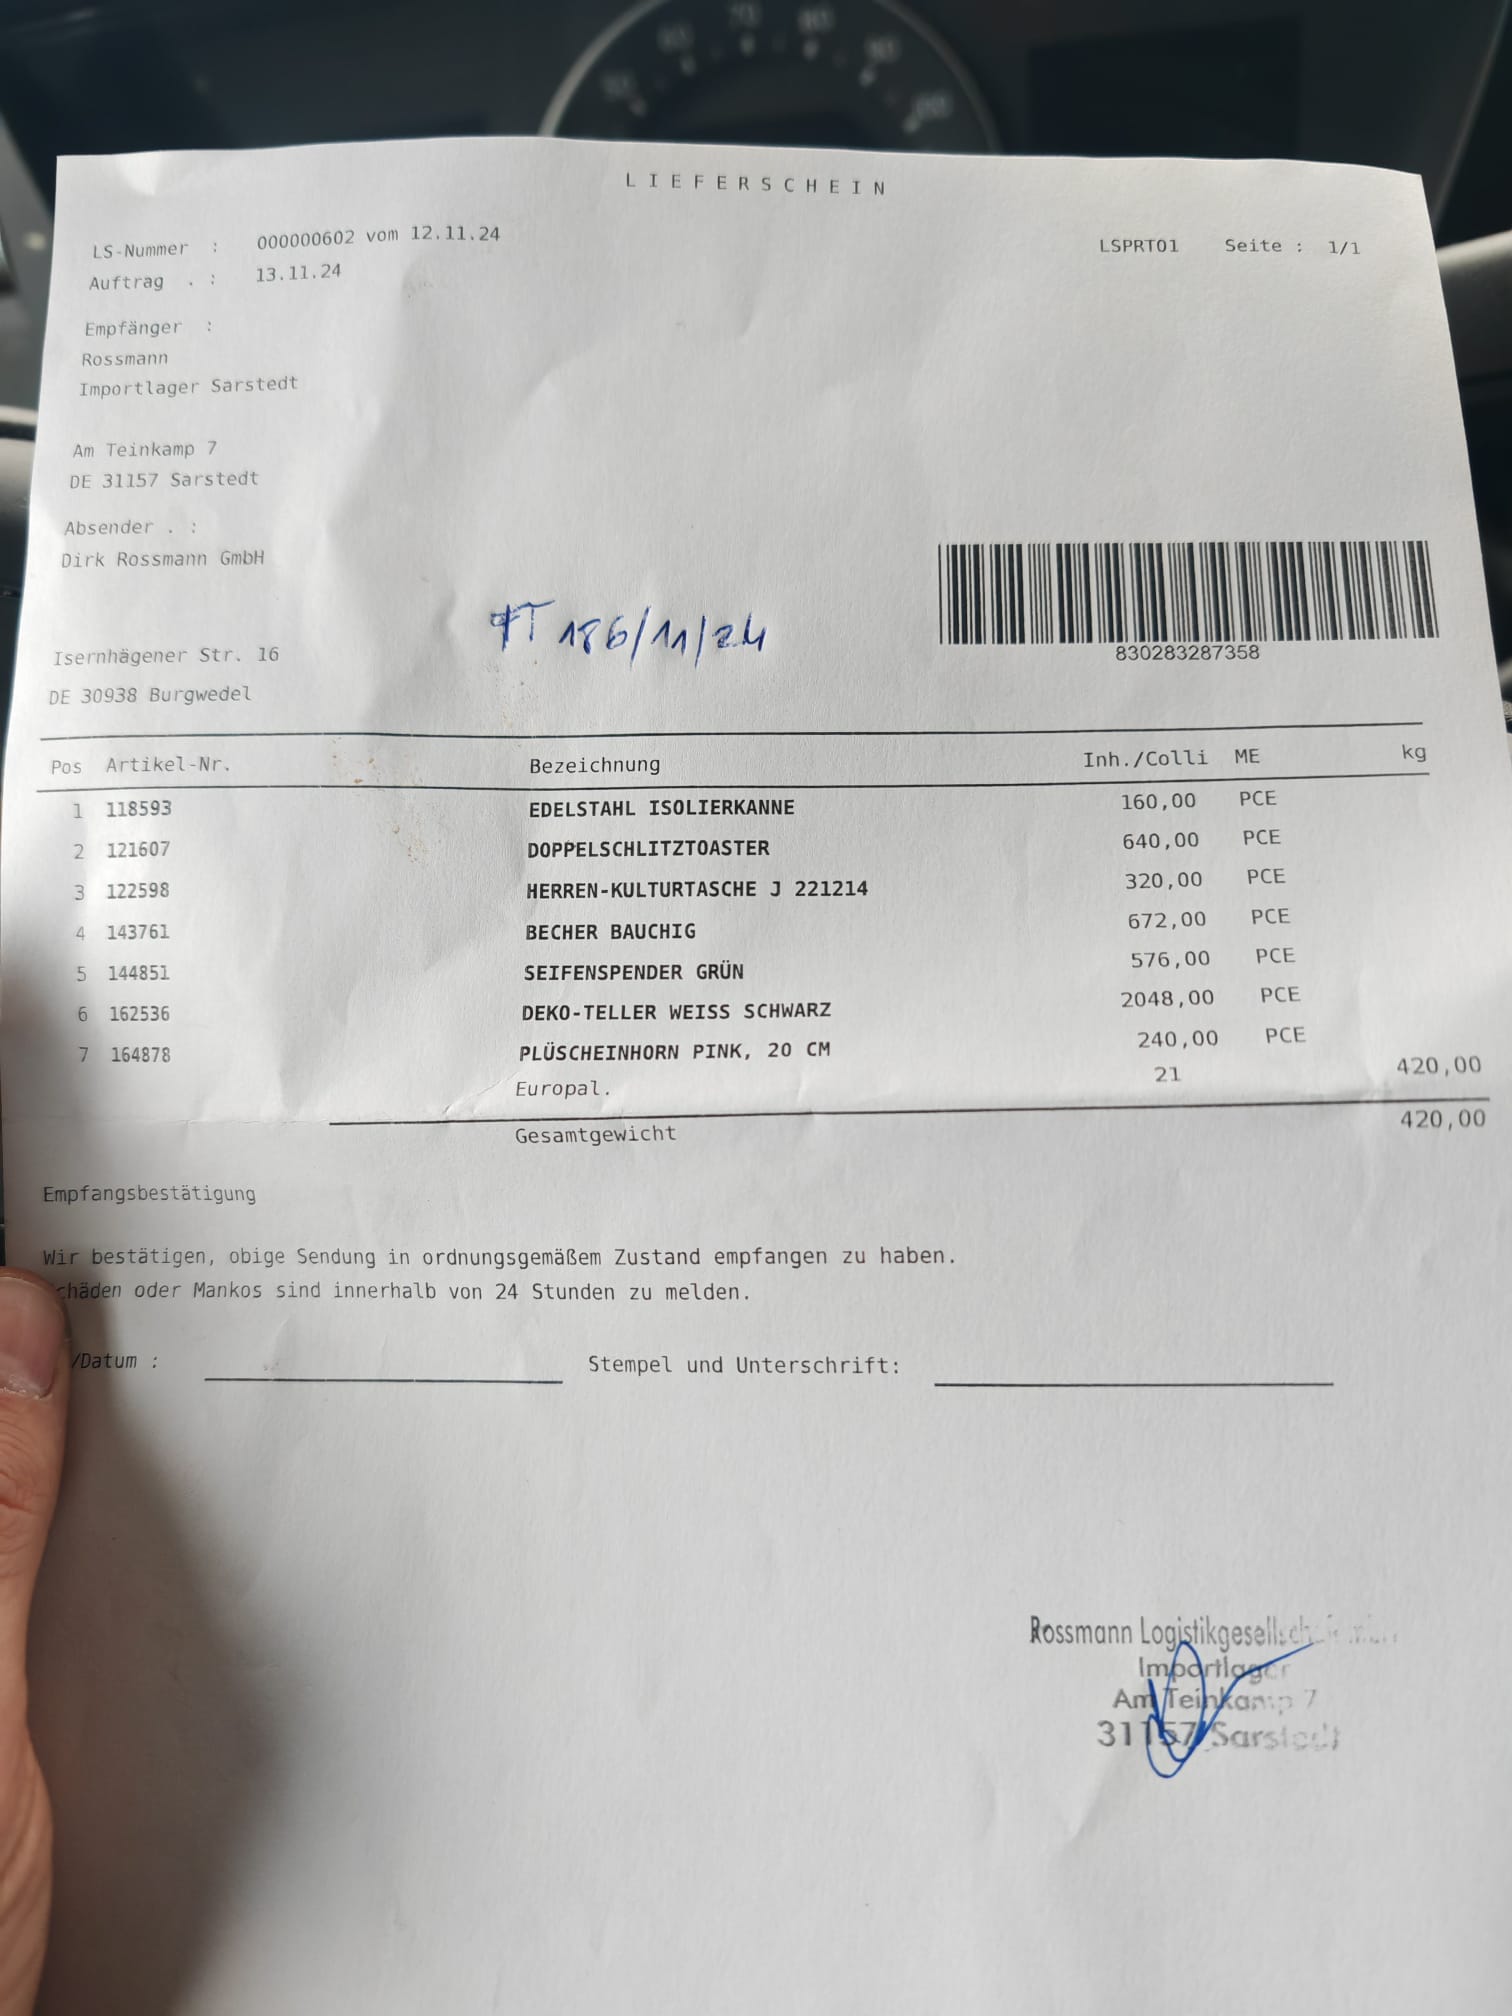 LIEFERSCHEIN
LS-Nummer : 000000602 vom 12.11.24 LSPRT01 Seite : 1/1
Auftrag . : 13.11.24
Empfänger :
Rossmann
Importlager Sarstedt
Am Teinkamp 7
DE 31157 Sarstedt
Absender . :
Dirk Rossmann GmbH
FT 186/11/24
830283287358
Isernhägener Str. 16
DE 30938 Burgwedel
Pos Artikel-Nr. Bezeichnung Inh./Colli ME kg
1 118593 EDELSTAHL ISOLIERKANNE 160,00 PCE
2 121607 DOPPELSCHLITZTOASTER 640,00 PCE
3 122598 HERREN-KULTURTASCHE J 221214 320,00 PCE
4 143761 BECHER BAUCHIG 672,00 PCE
5 144851 SEIFENSPENDER GRÜN 576,00 PCE
6 162536 DEKO-TELLER WEISS SCHWARZ 2048,00 PCE
7 164878 PLÜSCHEINHORN PINK, 20 CM 240,00 PCE
Europal. 21 420,00
Gesamtgewicht 420,00
Empfangsbestätigung
Wir bestätigen, obige Sendung in ordnungsgemäßem Zustand empfangen zu haben.
chäden oder Mankos sind innerhalb von 24 Stunden zu melden.
/Datum : Stempel und Unterschrift:
Rossmann
Importlager
Am Teinkamp 7
31157 Sarstedt